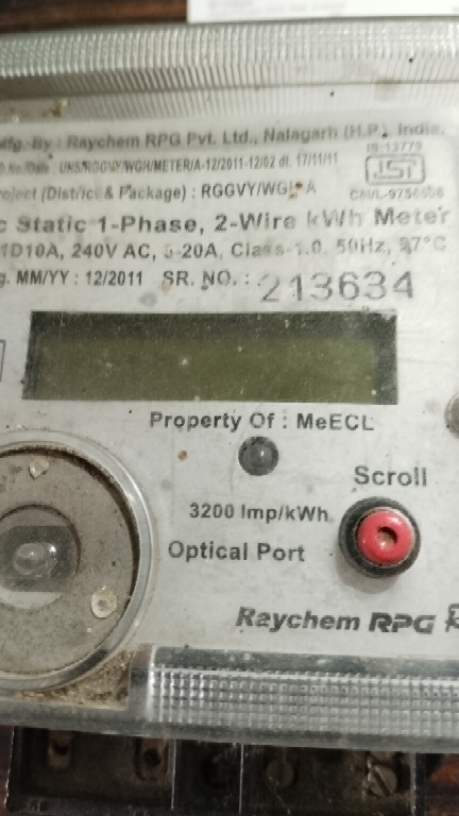 Mfg.-By : Raychem RPG Pvt. Ltd., Nalagarh (H.P.), India.
IS:13779
ISI
Project (District & Package) : RGGVY/WGH-A
c Static 1-Phase, 2-Wire kWh Meter
240V AC, 5-20A, Class-1.0. 50Hz, 27°C
g. MM/YY : 12/2011 SR. NO. : 213634
Property Of : MeECL
Scroll
3200 Imp/kWh
Optical Port
Raychem RPG